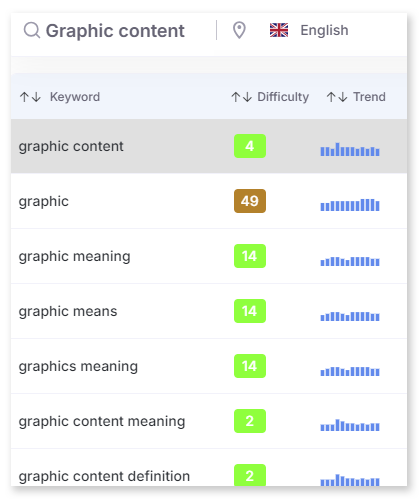 Graphic content English
Keyword Difficulty Trend
graphic content 4
graphic 49
graphic meaning 14
graphic means 14
graphics meaning 14
graphic content meaning 2
graphic content definition 2